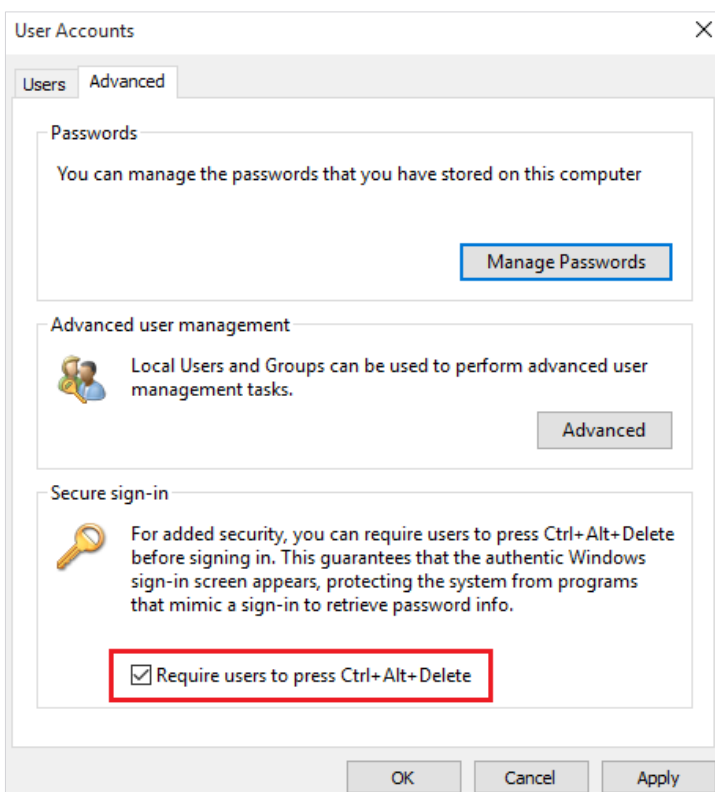 User Accounts
Users
Advanced
Passwords
You can manage the passwords that you have stored on this computer
Manage Passwords
Advanced user management
Local Users and Groups can be used to perform advanced user
management tasks.
Advanced
Secure sign-in
For added security, you can require users to press Ctrl+Alt+Delete
before signing in. This guarantees that the authentic Windows
sign-in screen appears, protecting the system from programs
that mimic a sign-in to retrieve password info.
Require users to press Ctrl+Alt+Delete
OK
Cancel
Apply